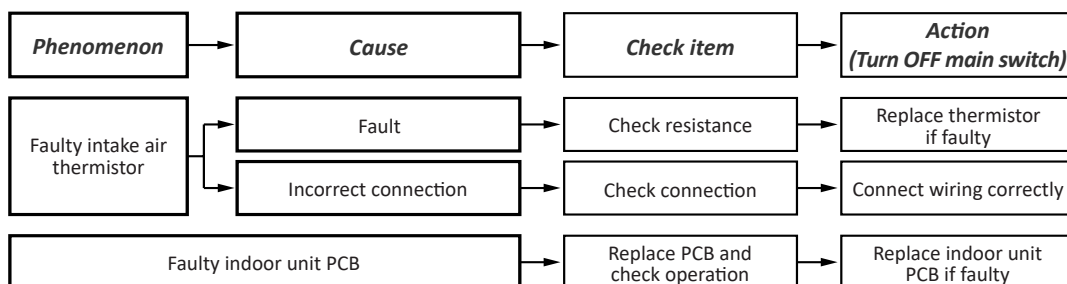 Phenomenon
Cause
Check item
Action
(Turn OFF main switch)
Faulty intake air
thermistor
Fault
Check resistance
Replace thermistor
if faulty
Incorrect connection
Check connection
Connect wiring correctly
Faulty indoor unit PCB
Replace PCB and
check operation
Replace indoor unit
PCB if faulty